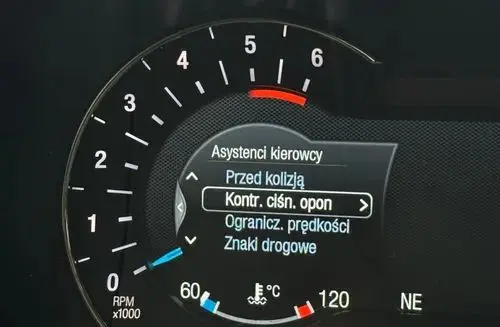 0
1
2
3
4
5
6
RPM
x1000
Asystenci kierowcy
Przed kolizją
Kontr. ciśn. opon
Ogranicz. prędkości
Znaki drogowe
60 °C 120
NE